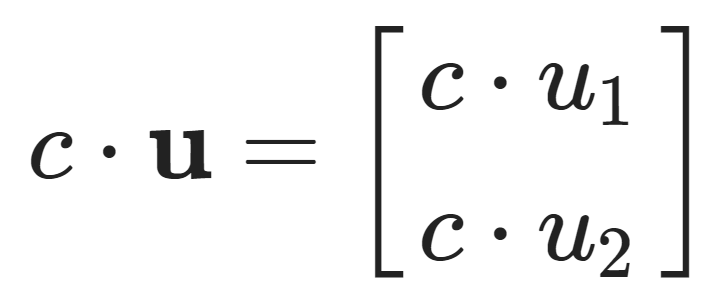 c · u = [ c · u₁
c · u₂ ]